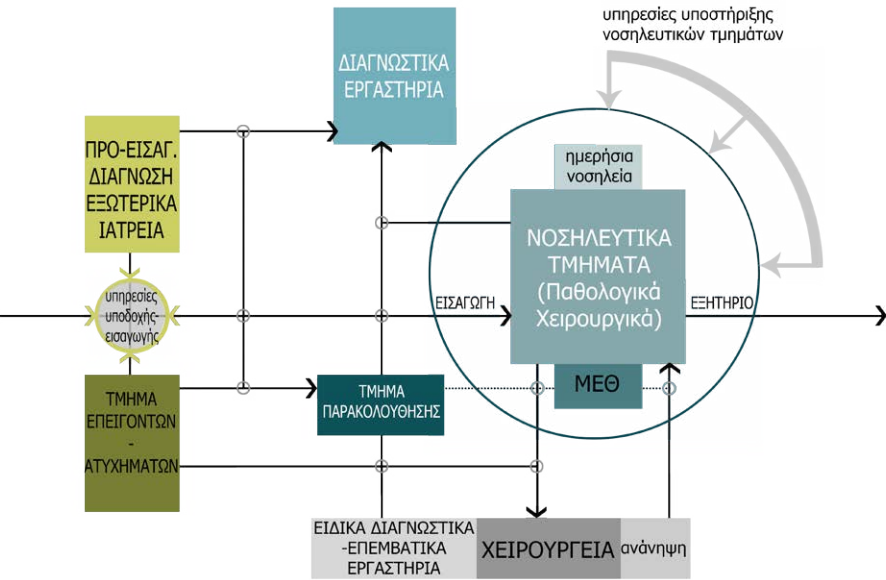 υπηρεσίες υποστήριξης
νοσηλευτικών τμημάτων
ΔΙΑΓΝΩΣΤΙΚΑ
ΕΡΓΑΣΤΗΡΙΑ
ΠΡΟ-ΕΙΣΑΓ.
ΔΙΑΓΝΩΣΗ
ΕΞΩΤΕΡΙΚΑ
ΙΑΤΡΕΙΑ
ημερήσια
νοσηλεία
ΝΟΣΗΛΕΥΤΙΚΑ
ΤΜΗΜΑΤΑ
(Παθολογικά
Χειρουργικά)
υπηρεσίες
υποδοχής-
εισαγωγής
ΕΙΣΑΓΩΓΗ
ΕΞΗΤΗΡΙΟ
ΤΜΗΜΑ
ΕΠΕΙΓΟΝΤΩΝ
-
ΑΤΥΧΗΜΑΤΩΝ
ΤΜΗΜΑ
ΠΑΡΑΚΟΛΟΥΘΗΣΗΣ
ΜΕΘ
ΕΙΔΙΚΑ ΔΙΑΓΝΩΣΤΙΚΑ
-ΕΠΕΜΒΑΤΙΚΑ
ΕΡΓΑΣΤΗΡΙΑ
ΧΕΙΡΟΥΡΓΕΙΑ
ανάνηψη